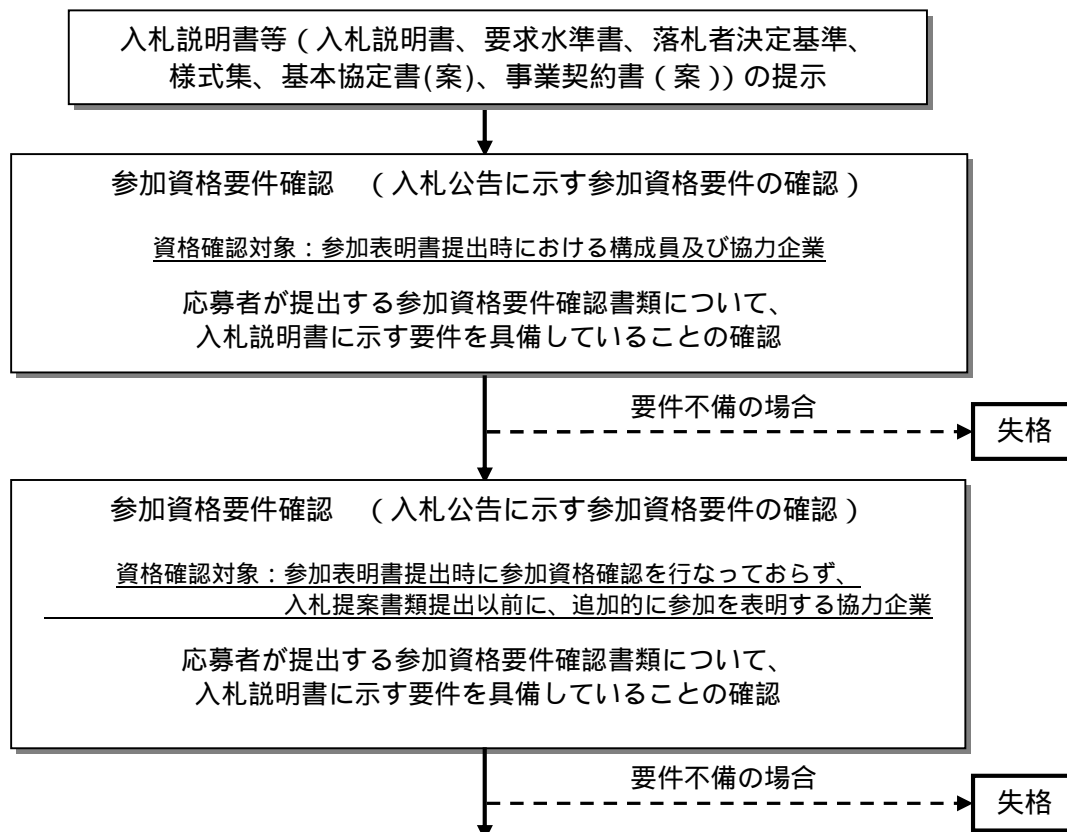 入札説明書等(入札説明書、要求水準書、落札者決定基準、
様式集、基本協定書(案)、事業契約書(案))の提示
参加資格要件確認 (入札公告に示す参加資格要件の確認)
資格確認対象:参加表明書提出時における構成員及び協力企業
応募者が提出する参加資格要件確認書類について、
入札説明書に示す要件を具備していることの確認
要件不備の場合
失格
参加資格要件確認 (入札公告に示す参加資格要件の確認)
資格確認対象:参加表明書提出時に参加資格確認を行なっておらず、
入札提案書類提出以前に、追加的に参加を表明する協力企業
応募者が提出する参加資格要件確認書類について、
入札説明書に示す要件を具備していることの確認
要件不備の場合
失格